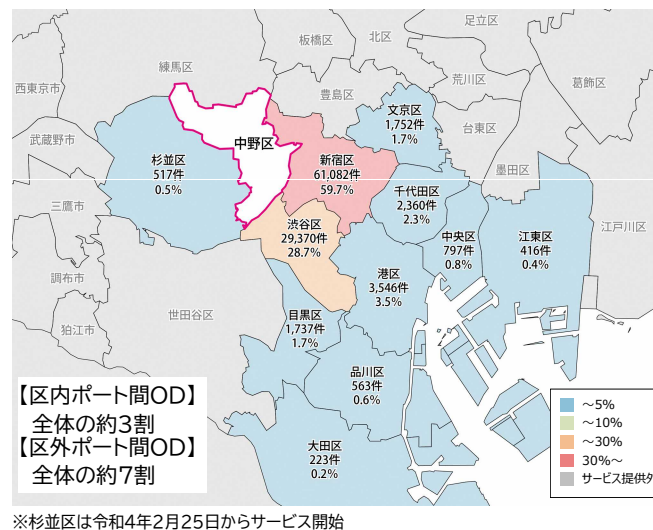 足立区
北区
板橋区
練馬区
荒川区
葛飾区
西東京市
豊島区
文京区
1,752件
1.7%
台東区
武蔵野市
中野区
杉並区
517件
0.5%
新宿区
61,082件
59.7%
墨田区
千代田区
2,360件
2.3%
三鷹市
渋谷区
29,370件
28.7%
中央区
797件
0.8%
江東区
416件
0.4%
江戸川区
港区
3,546件
3.5%
調布市
世田谷区
目黒区
1,737件
1.7%
狛江市
品川区
563件
0.6%
大田区
223件
0.2%
【区内ポート間OD】
全体の約3割
【区外ポート間OD】
全体の約7割
～5%
～10%
～30%
30%～
サービス提供
※杉並区は令和4年2月25日からサービス開始